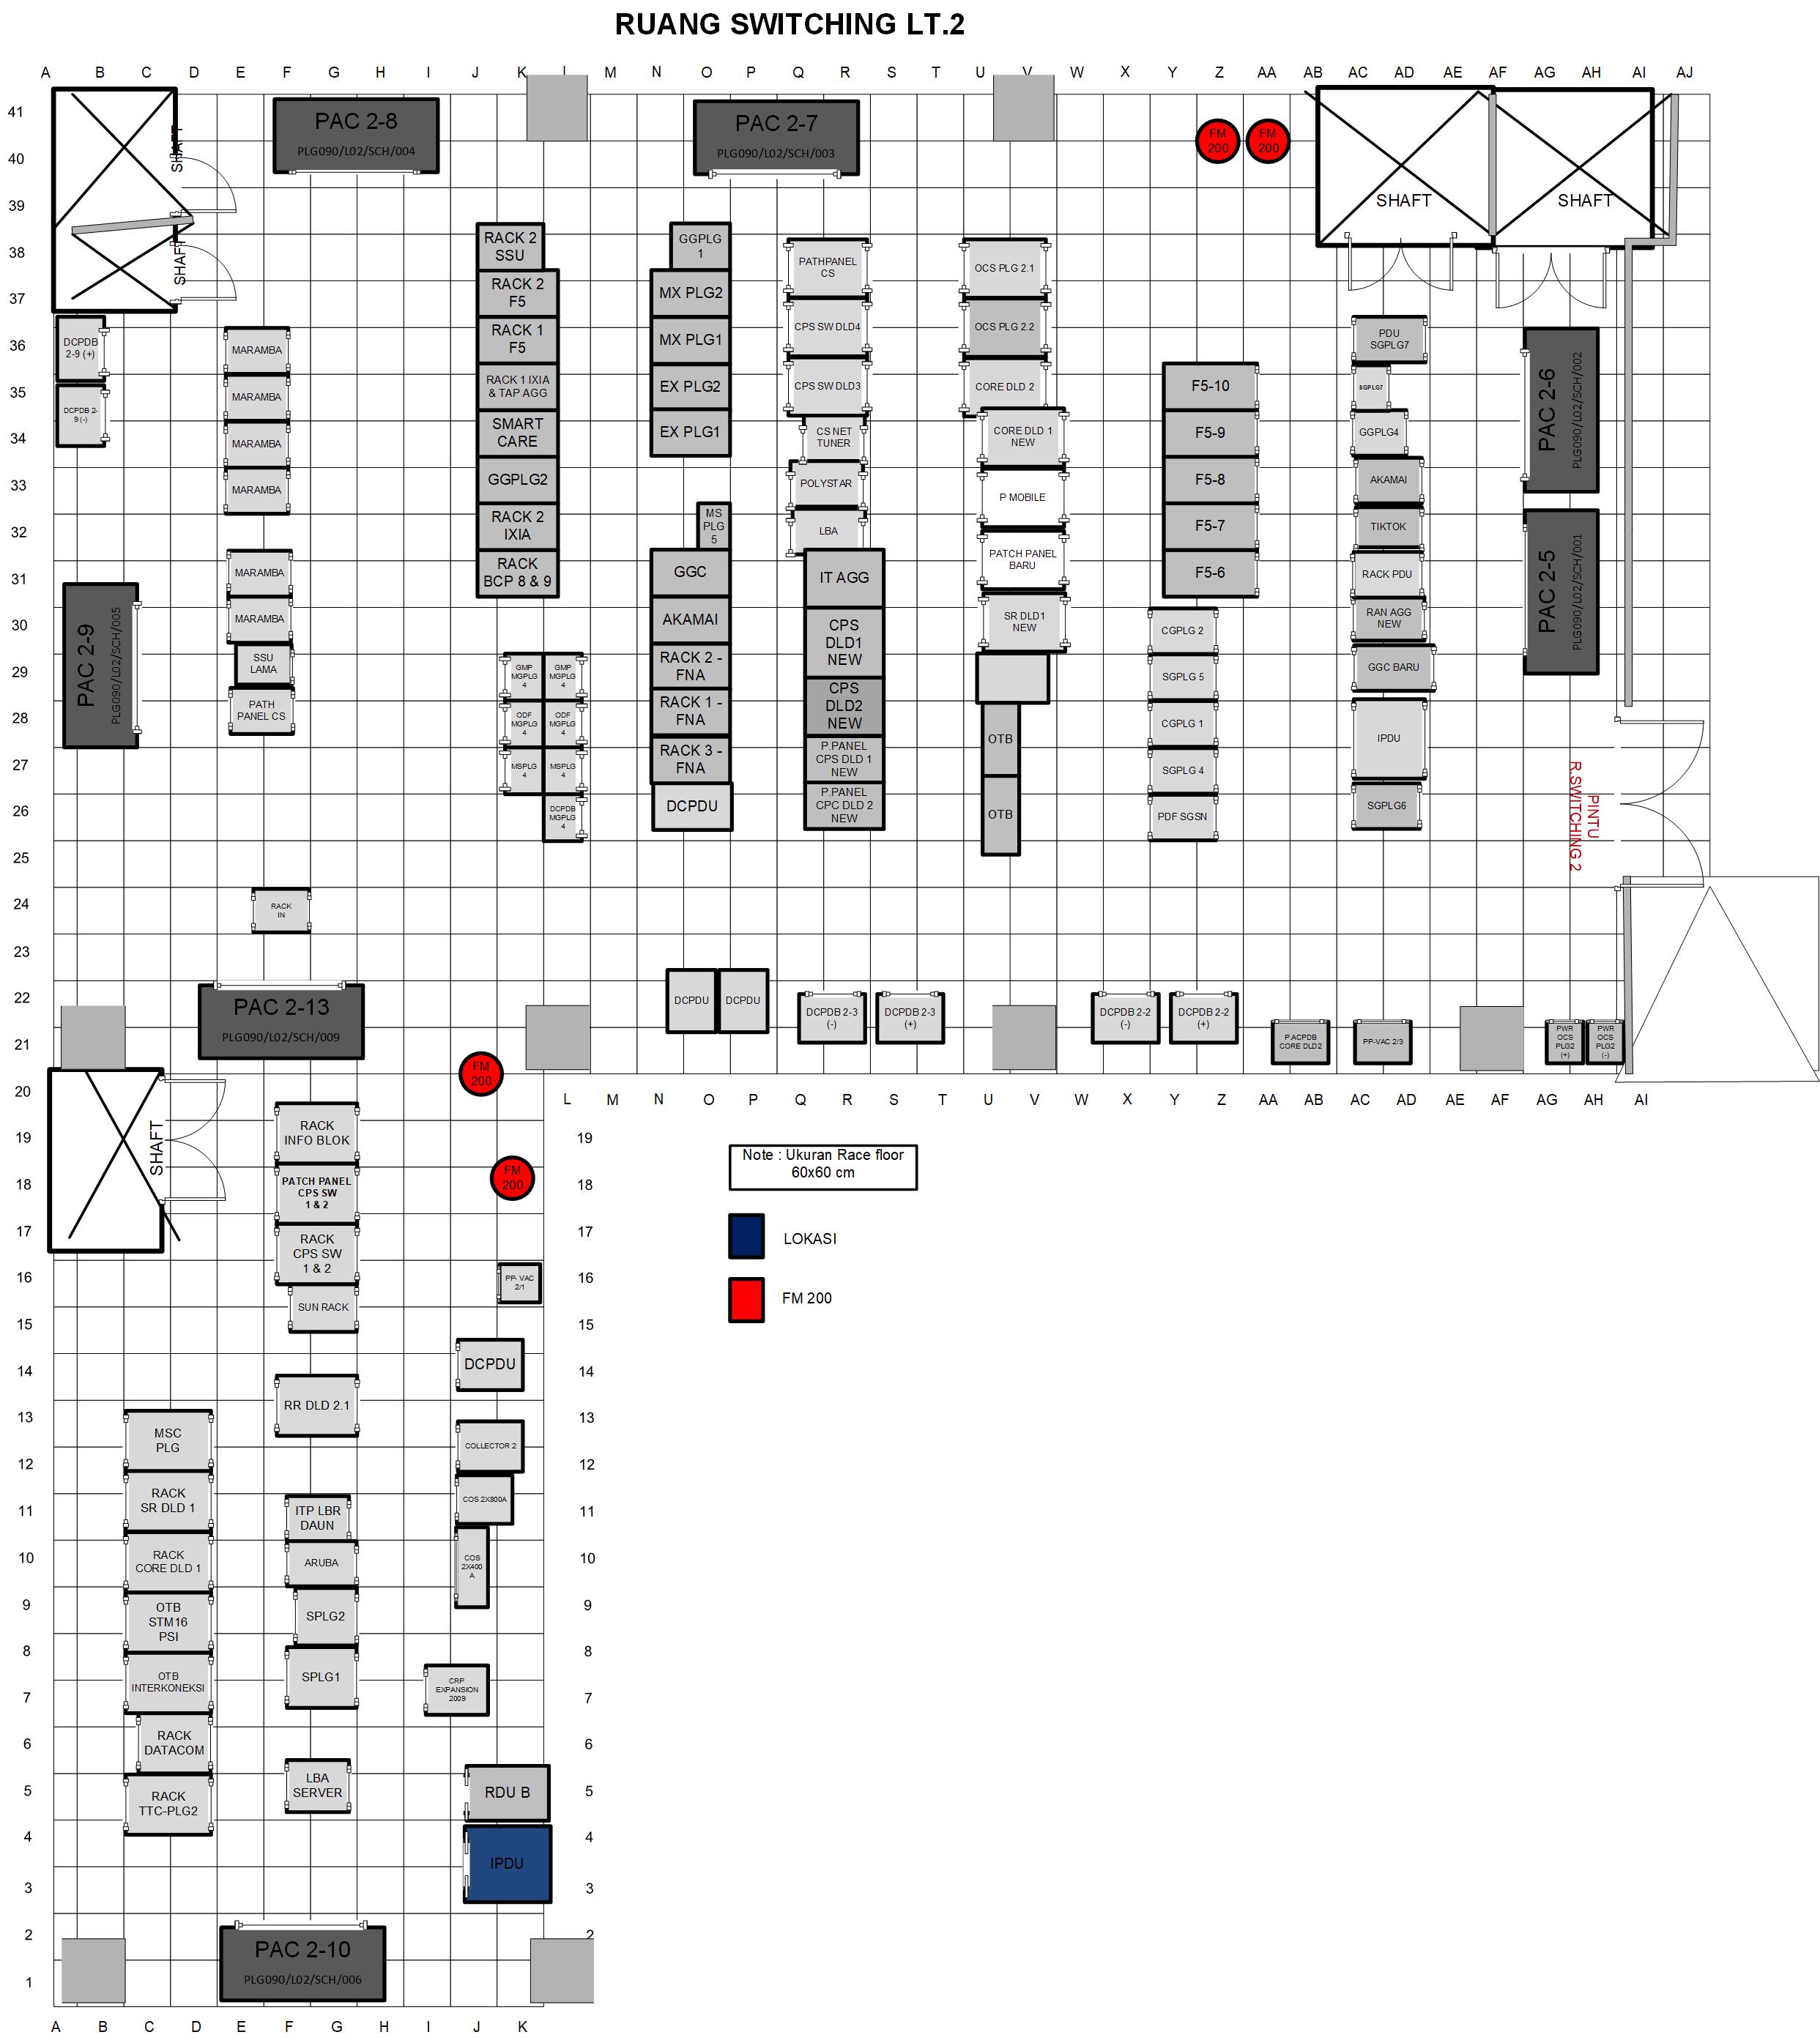 RUANG SWITCHING LT.2
A B C D E F G H I J K L M N O P Q R S T U V W X Y Z AA AB AC AD AE AF AG AH AI AJ
41
40
39
38
37
36
35
34
33
32
31
30
29
28
27
26
25
24
23
22
21
20
19
18
17
16
15
14
13
12
11
10
9
8
7
6
5
4
3
2
1
SHAFT
SHAFT
PAC 2-8
PLG090/L02/SCH/004
PAC 2-7
PLG090/L02/SCH/003
FM
200
FM
200
SHAFT
SHAFT
DCPDB
2-9 (+)
DCPDB 2-
9 (-)
PAC 2-9
PLG090/L02/SCH/005
MARAMBA
MARAMBA
MARAMBA
MARAMBA
MARAMBA
MARAMBA
SSU
LAMA
PATH
PANEL CS
RACK
IN
RACK 2
SSU
RACK 2
F5
RACK 1
F5
RACK 1 IXIA
& TAP AGG
SMART
CARE
GGPLG2
RACK 2
IXIA
RACK
BCP 8 & 9
GMP
MGPLG
4
GMP
MGPLG
4
ODF
MGPLG
4
ODF
MGPLG
4
MSPLG
4
MSPLG
4
DCPDB
MGPLG
4
GGPLG
1
MX PLG2
MX PLG1
EX PLG2
EX PLG1
MS
PLG
5
GGC
AKAMAI
RACK 2 -
FNA
RACK 1 -
FNA
RACK 3 -
FNA
DCPDU
PATHPANEL
CS
CPS SW DLD4
CPS SW DLD3
CS NET
TUNER
POLYSTAR
LBA
IT AGG
CPS
DLD1
NEW
CPS
DLD2
NEW
P.PANEL
CPS DLD 1
NEW
P.PANEL
CPC DLD 2
NEW
OCS PLG 2.1
OCS PLG 2.2
CORE DLD 2
CORE DLD 1
NEW
P MOBILE
PATCH PANEL
BARU
SR DLD1
NEW
OTB
OTB
F5-10
F5-9
F5-8
F5-7
F5-6
CGPLG 2
SGPLG 5
CGPLG 1
SGPLG 4
PDF SGSN
PDU
SGPLG7
SGPLG7
GGPLG4
AKAMAI
TIKTOK
RACK PDU
RAN AGG
NEW
GGC BARU
IPDU
SGPLG6
PAC 2-6
PLG090/L02/SCH/002
PAC 2-5
PLG090/L02/SCH/001
PINTU
R.SWITCHING 2
PAC 2-13
PLG090/L02/SCH/009
DCPDU
DCPDU
DCPDB 2-3
(-)
DCPDB 2-3
(+)
DCPDB 2-2
(-)
DCPDB 2-2
(+)
P.ACPDB
CORE DLD2
PP-VAC 2/3
PWR
OCS
PLG2
(+)
PWR
OCS
PLG2
(-)
L M N O P Q R S T U V W X Y Z AA AB AC AD AE AF AG AH AI
FM
200
SHAFT
FM
200
RACK
INFO BLOK
PATCH PANEL
CPS SW
1 & 2
RACK
CPS SW
1 & 2
SUN RACK
RR DLD 2.1
PP- VAC
2/1
DCPDU
MSC
PLG
RACK
SR DLD 1
RACK
CORE DLD 1
OTB
STM16
PSI
OTB
INTERKONEKSI
RACK
DATACOM
RACK
TTC-PLG2
ITP LBR
DAUN
ARUBA
SPLG2
SPLG1
LBA
SERVER
COLLECTOR 2
COS 2X800A
COS
2X400
A
CRP
EXPANSION
2009
RDU B
IPDU
PAC 2-10
PLG090/L02/SCH/006
19
18
17
16
15
14
13
12
11
10
9
8
7
6
5
4
3
2
Note : Ukuran Race floor
60x60 cm
LOKASI
FM 200
A B C D E F G H I J K